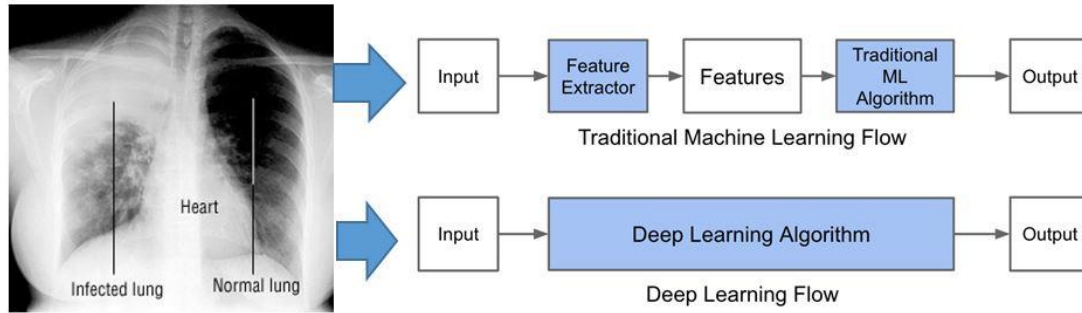 Heart
Infected lung
Normal lung
Input
Feature
Extractor
Features
Traditional
ML
Algorithm
Output
Traditional Machine Learning Flow
Input
Deep Learning Algorithm
Output
Deep Learning Flow